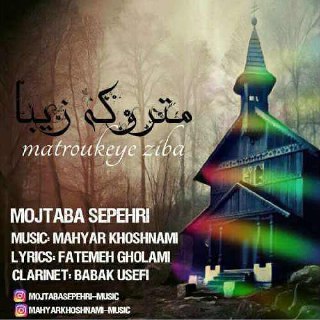 متروکه زیبا
matroukeye ziba
MOJTABA SEPEHRI
MUSIC: MAHYAR KHOSHNAMI
LYRICS: FATEMEH GHOLAMI
CLARINET: BABAK USEFI
MOJTABASEPEHRI-MUSIC
MAHYARKHOSHNAMI-MUSIC